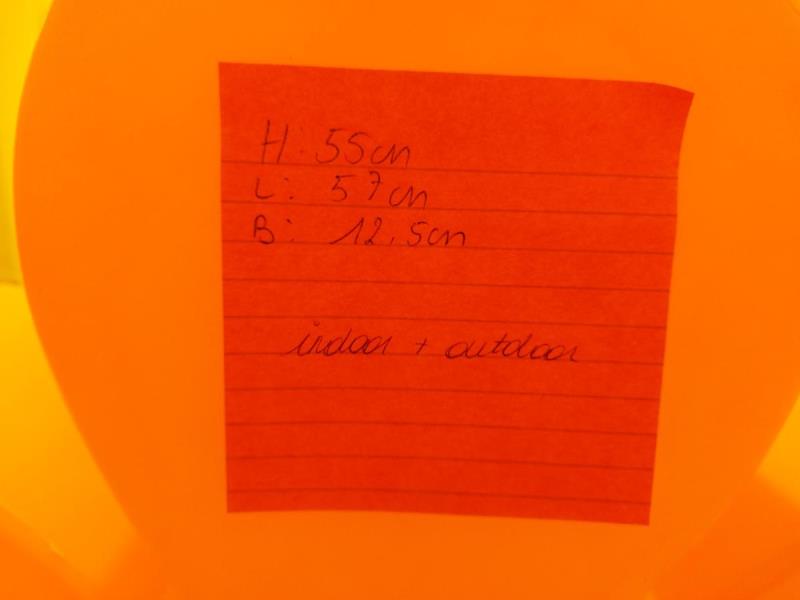 H: 55cm
L: 57cm
B: 12.5cm
indoor + outdoor